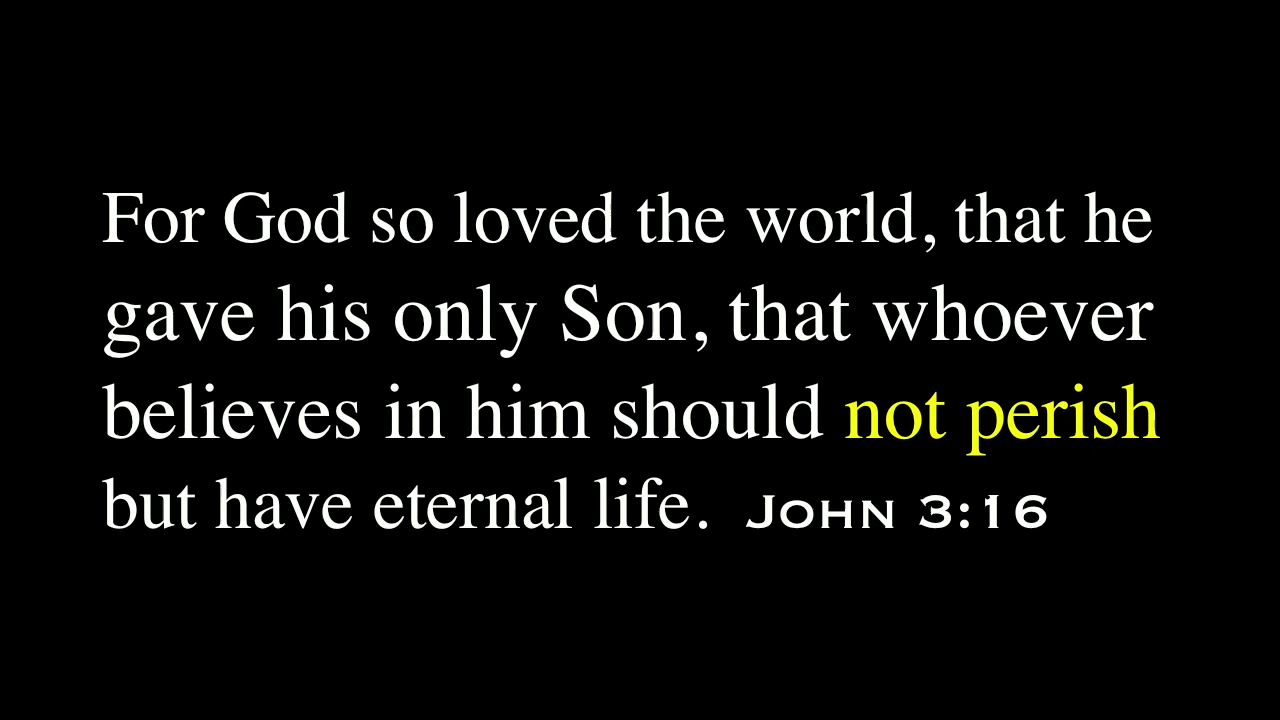 For God so loved the world, that he
gave his only Son, that whoever
believes in him should not perish
but have eternal life. John 3:16